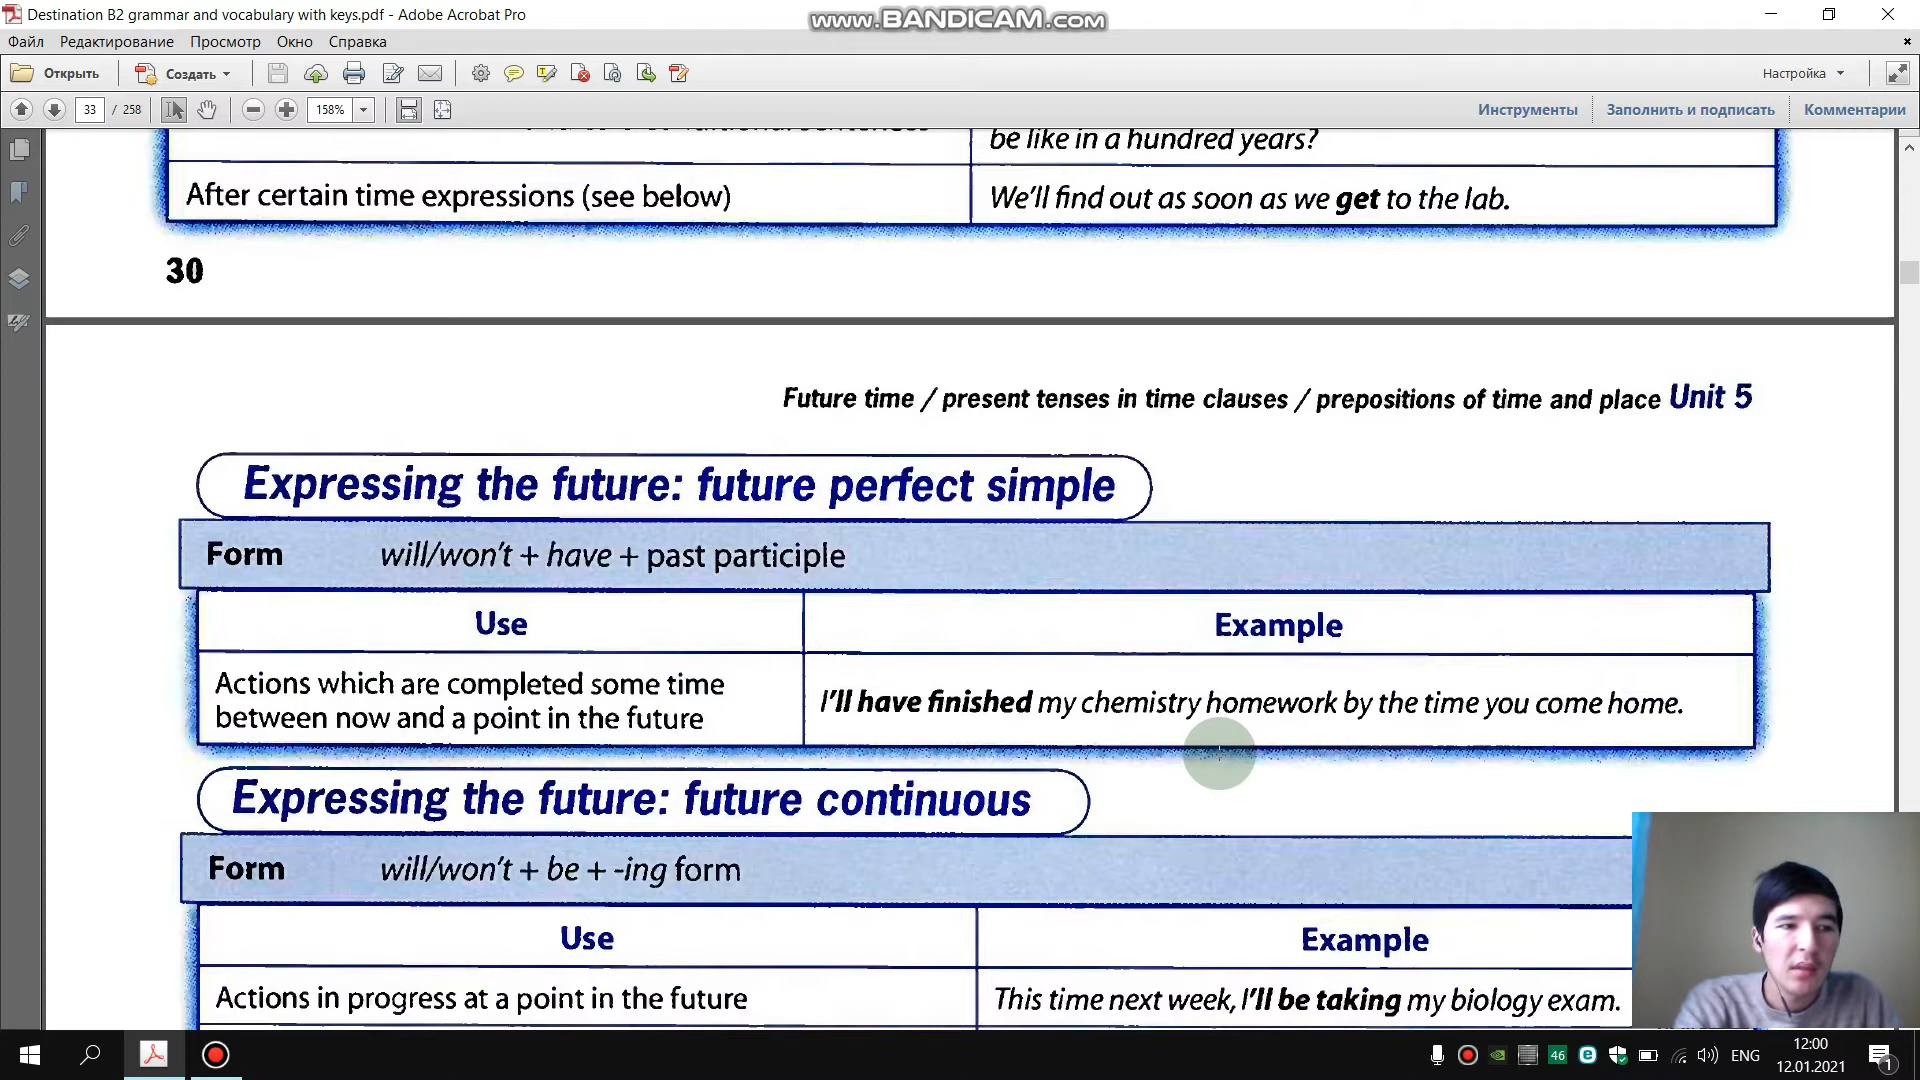 Destination B2 grammar and vocabulary with keys.pdf - Adobe Acrobat Pro
www.BANDICAM.com
Файл Редактирование Просмотр Окно Справка
Открыть Создать Настройка
33 / 258 158% Инструменты Заполнить и подписать Комментарии
be like in a hundred years?
After certain time expressions (see below) We'll find out as soon as we get to the lab.
30
Future time / present tenses in time clauses / prepositions of time and place Unit 5
Expressing the future: future perfect simple
Form will/won't + have + past participle
Use Example
Actions which are completed some time between now and a point in the future I'll have finished my chemistry homework by the time you come home.
Expressing the future: future continuous
Form will/won't + be + -ing form
Use Example
Actions in progress at a point in the future This time next week, I'll be taking my biology exam.
46 ENG 12:00
12.01.2021 1